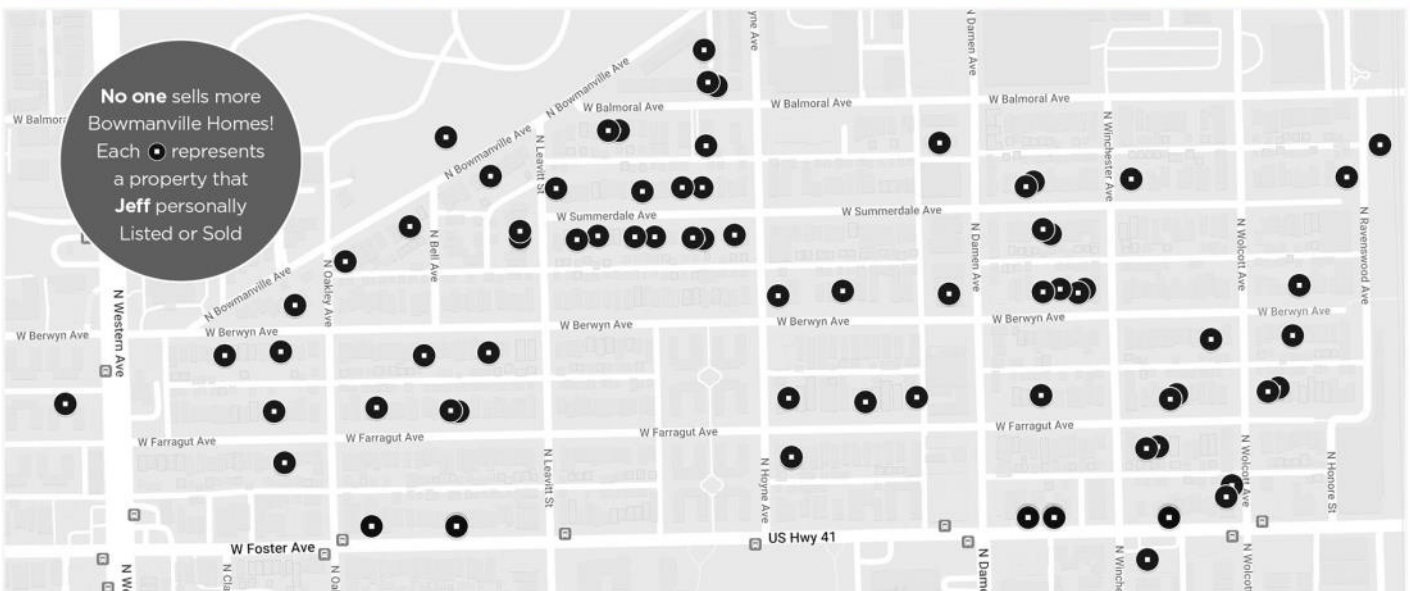 No one sells more
Bowmanville Homes!
Each represents
a property that
Jeff personally
Listed or Sold
N Bowmanville Ave
N Bowmanville Ave
N Bowmanville Ave
W Balmoral Ave
W Balmoral Ave
W Balmoral Ave
N Damen Ave
N Leavitt St
N Winchester Ave
W Summerdale Ave
W Summerdale Ave
N Bell Ave
N Oakley Ave
N Damen Ave
N Wolcott Ave
N Ravenswood Ave
N Western Ave
W Berwyn Ave
W Berwyn Ave
W Berwyn Ave
W Berwyn Ave
W Berwyn Ave
W Berwyn Ave
W Farragut Ave
W Farragut Ave
W Farragut Ave
W Farragut Ave
N Leavitt St
N Hoyne Ave
N Wolcott Ave
N Honore St
W Foster Ave
US Hwy 41